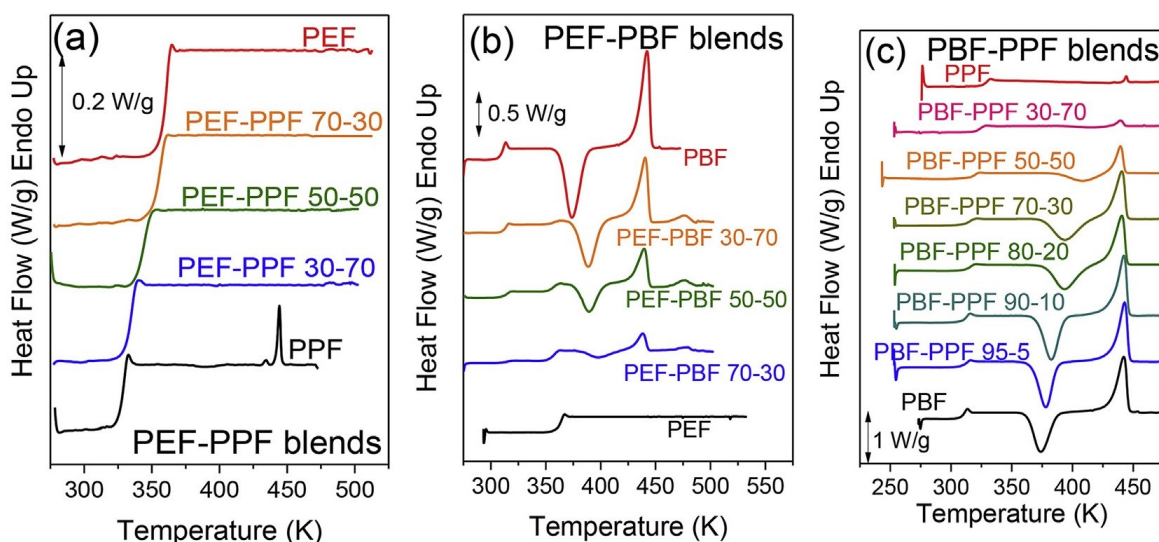 (a)
PEF
0.2 W/g
PEF-PPF 70-30
PEF-PPF 50-50
PEF-PPF 30-70
PPF
PEF-PPF blends
Heat Flow (W/g) Endo Up
300 350 400 450 500
Temperature (K)
(b) PEF-PBF blends
0.5 W/g
PBF
PEF-PBF 30-70
PEF-PBF 50-50
PEF-PBF 70-30
PEF
Heat Flow (W/g) Endo Up
300 350 400 450 500 550
Temperature (K)
(c) PBF-PPF blends
PPF
PBF-PPF 30-70
PBF-PPF 50-50
PBF-PPF 70-30
PBF-PPF 80-20
PBF-PPF 90-10
PBF-PPF 95-5
PBF
1 W/g
Heat Flow (W/g) Endo Up
250 300 350 400 450
Temperature (K)